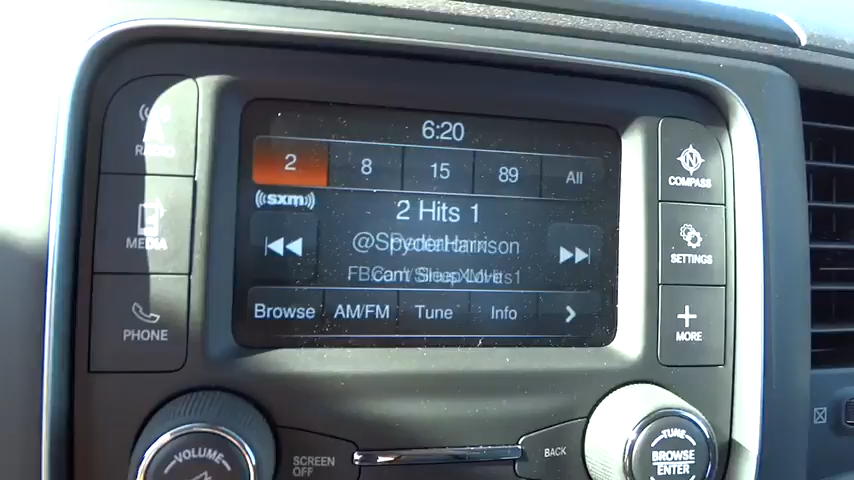 6:20
2 8 15 89 All
((sxm))
2 Hits 1
@SpyderHarrison
Browse AM/FM Tune Info >
RADIO
MEDIA
PHONE
N
COMPASS
SETTINGS
MORE
VOLUME
SCREEN
OFF
BACK
TUNE
BROWSE
ENTER